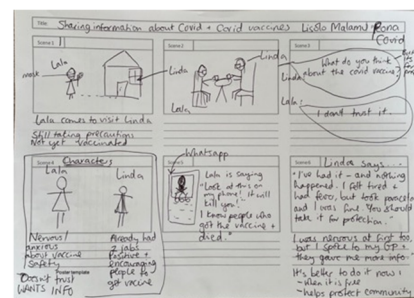 Title Sharing information about Covid + Covid vaccines
Covid
Scene 1
Lala
mask
Linda
Lala comes to visit Linda
Still taking precautions
Not yet vaccinated
Scene 2
Linda
Lala
Scene 3
Linda
What do you think
about the covid vaccine?
Lala:
I don't trust it.
Scene 4
Characters
Lala
Linda
Nervous/
anxious
about vaccine
safety
Doesn't trust
WANTS INFO
Already had
2 jabs
Positive +
encouraging
people to
get vaccine
Whatsapp
Scene 5
Lala is saying
"Look at this on
my phone! It will
kill you!
I know people who
got the vaccine +
died."
Scene 6
Linda says...
"I've had it - and nothing
happened. I felt tired +
had fever, but took
and I was fine. You should
take it for protection.
I was nervous at first too,
but I spoke to my +
they gave me more info.
It's better to do it now:
- when it is free
- helps protect community